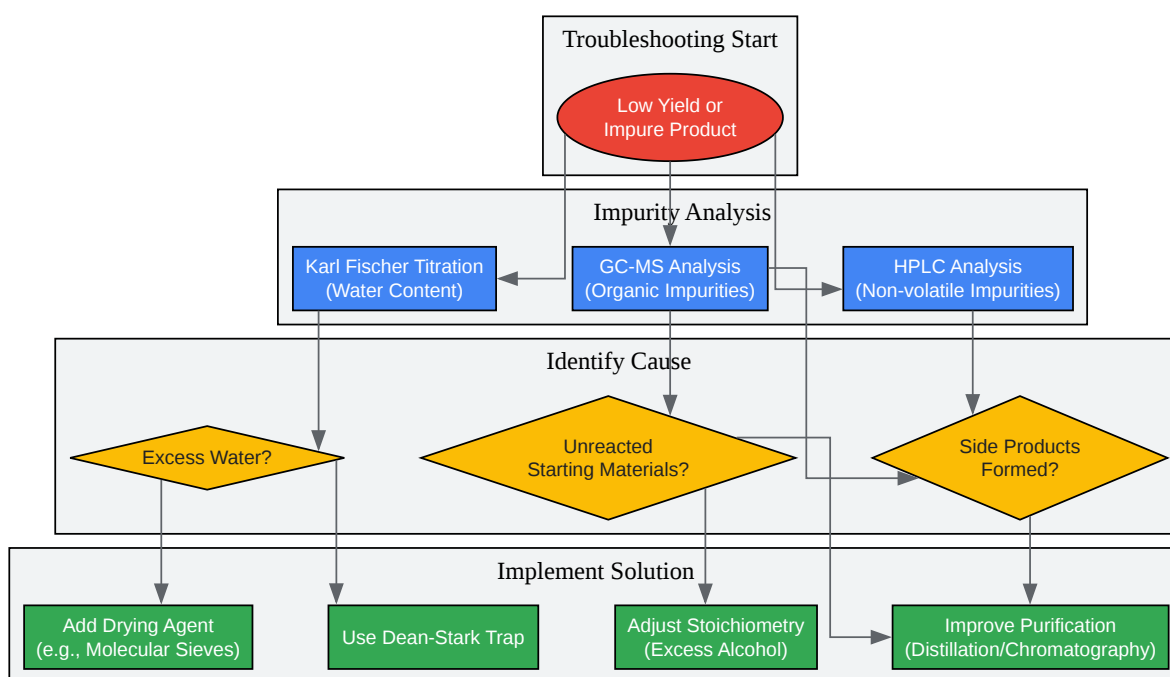 Troubleshooting Start
Low Yield or
Impure Product
Impurity Analysis
Karl Fischer Titration
(Water Content)
GC-MS Analysis
(Organic Impurities)
HPLC Analysis
(Non-volatile Impurities)
Identify Cause
Excess Water?
Unreacted
Starting Materials?
Side Products
Formed?
Implement Solution
Add Drying Agent
(e.g., Molecular Sieves)
Use Dean-Stark Trap
Adjust Stoichiometry
(Excess Alcohol)
Improve Purification
(Distillation/Chromatography)